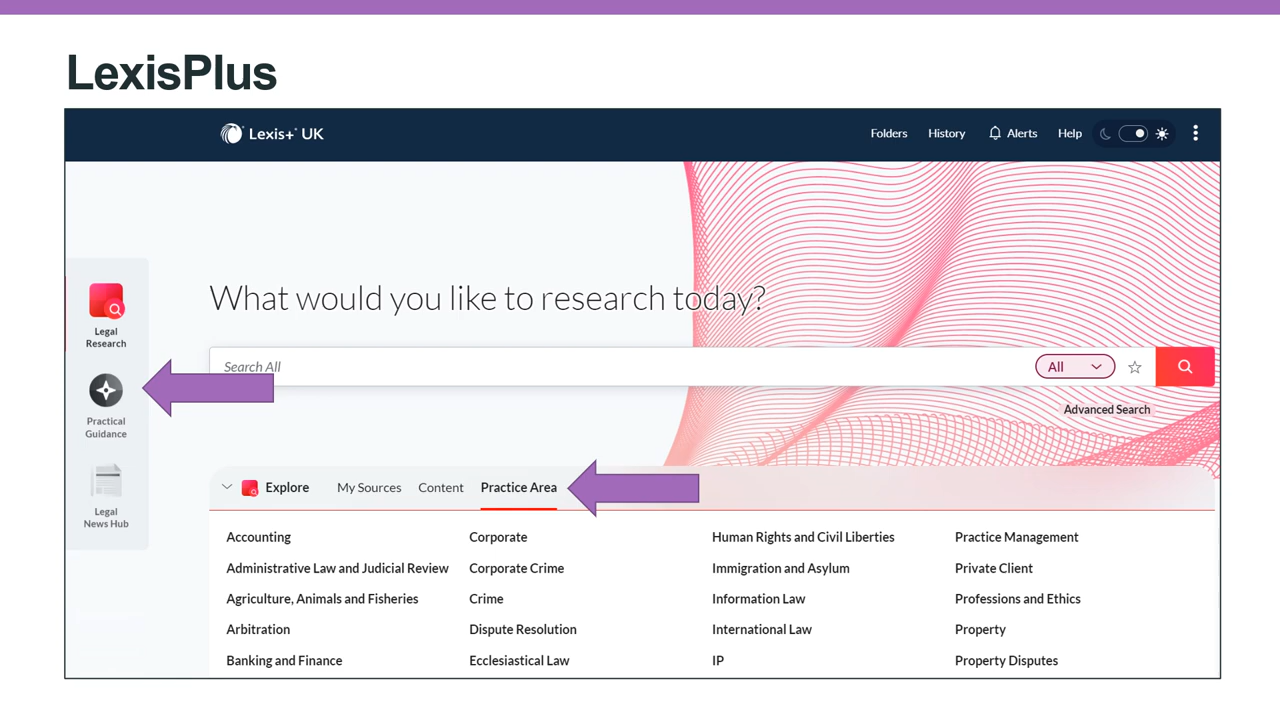 LexisPlus
Lexis+® UK
Folders History Alerts Help
What would you like to research today?
Legal
Research
Search All
All
Practical
Guidance
Advanced Search
Legal
News Hub
Explore My Sources Content Practice Area
Accounting Corporate Human Rights and Civil Liberties Practice Management
Administrative Law and Judicial Review Corporate Crime Immigration and Asylum Private Client
Agriculture, Animals and Fisheries Crime Information Law Professions and Ethics
Arbitration Dispute Resolution International Law Property
Banking and Finance Ecclesiastical Law IP Property Disputes